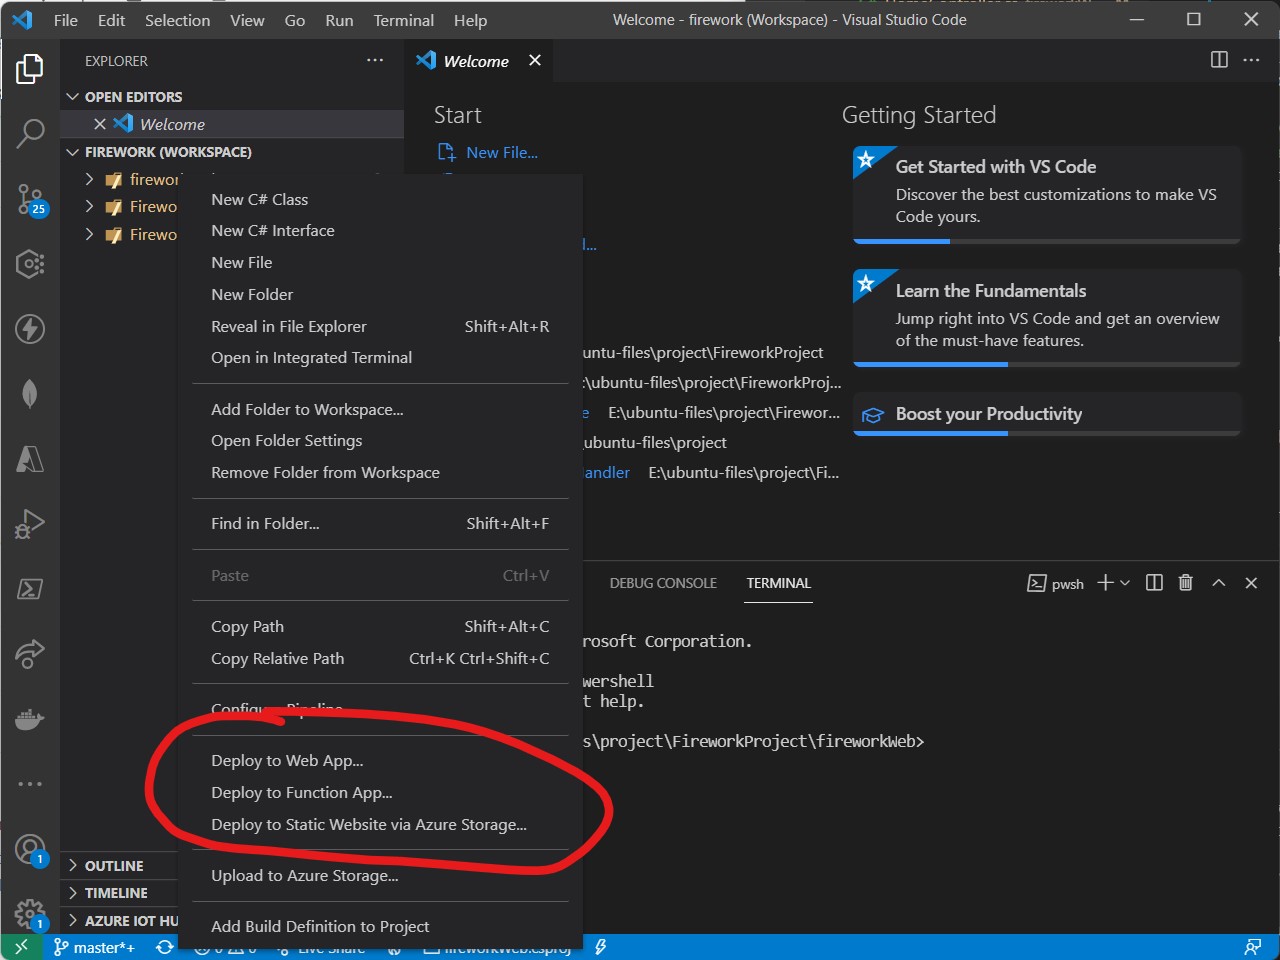 File Edit Selection View Go Run Terminal Help
Welcome - firework (Workspace) - Visual Studio Code
EXPLORER
OPEN EDITORS
Welcome
FIREWORK (WORKSPACE)
Firewo
Firewo
OUTLINE
TIMELINE
AZURE IOT HU
25
1
1
New C# Class
New C# Interface
New File
New Folder
Reveal in File Explorer Shift+Alt+R
Open in Integrated Terminal
Add Folder to Workspace...
Open Folder Settings
Remove Folder from Workspace
Find in Folder... Shift+Alt+F
Paste Ctrl+V
Copy Path Shift+Alt+C
Copy Relative Path Ctrl+K Ctrl+Shift+C
Deploy to Web App...
Deploy to Function App...
Deploy to Static Website via Azure Storage...
Upload to Azure Storage...
Add Build Definition to Project
Welcome
Start
New File...
buntu-files\project\FireworkProject
:\ubuntu-files\project\FireworkProj...
e E:\ubuntu-files\project\Firewor...
ubuntu-files\project
andler E:\ubuntu-files\project\Fi...
Getting Started
Get Started with VS Code
Discover the best customizations to make VS
Code yours.
Learn the Fundamentals
Jump right into VS Code and get an overview
of the must-have features.
Boost your Productivity
DEBUG CONSOLE TERMINAL pwsh
rosoft Corporation.
wershell
t help.
s\project\FireworkProject\fireworkWeb>
master*+